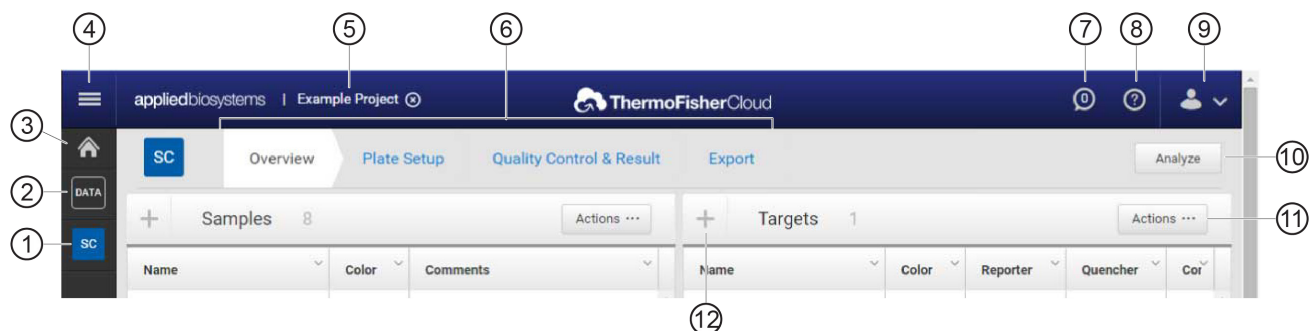 4 5 6 7 8 9
appliedbiosystems | Example Project ThermoFisherCloud 0 ?
3
SC Overview Plate Setup Quality Control & Result Export Analyze 10
2 DATA
Samples 8 Actions ••• Targets 1 Actions ••• 11
1 SC
Name Color Comments Name Color Reporter Quencher Cor
12